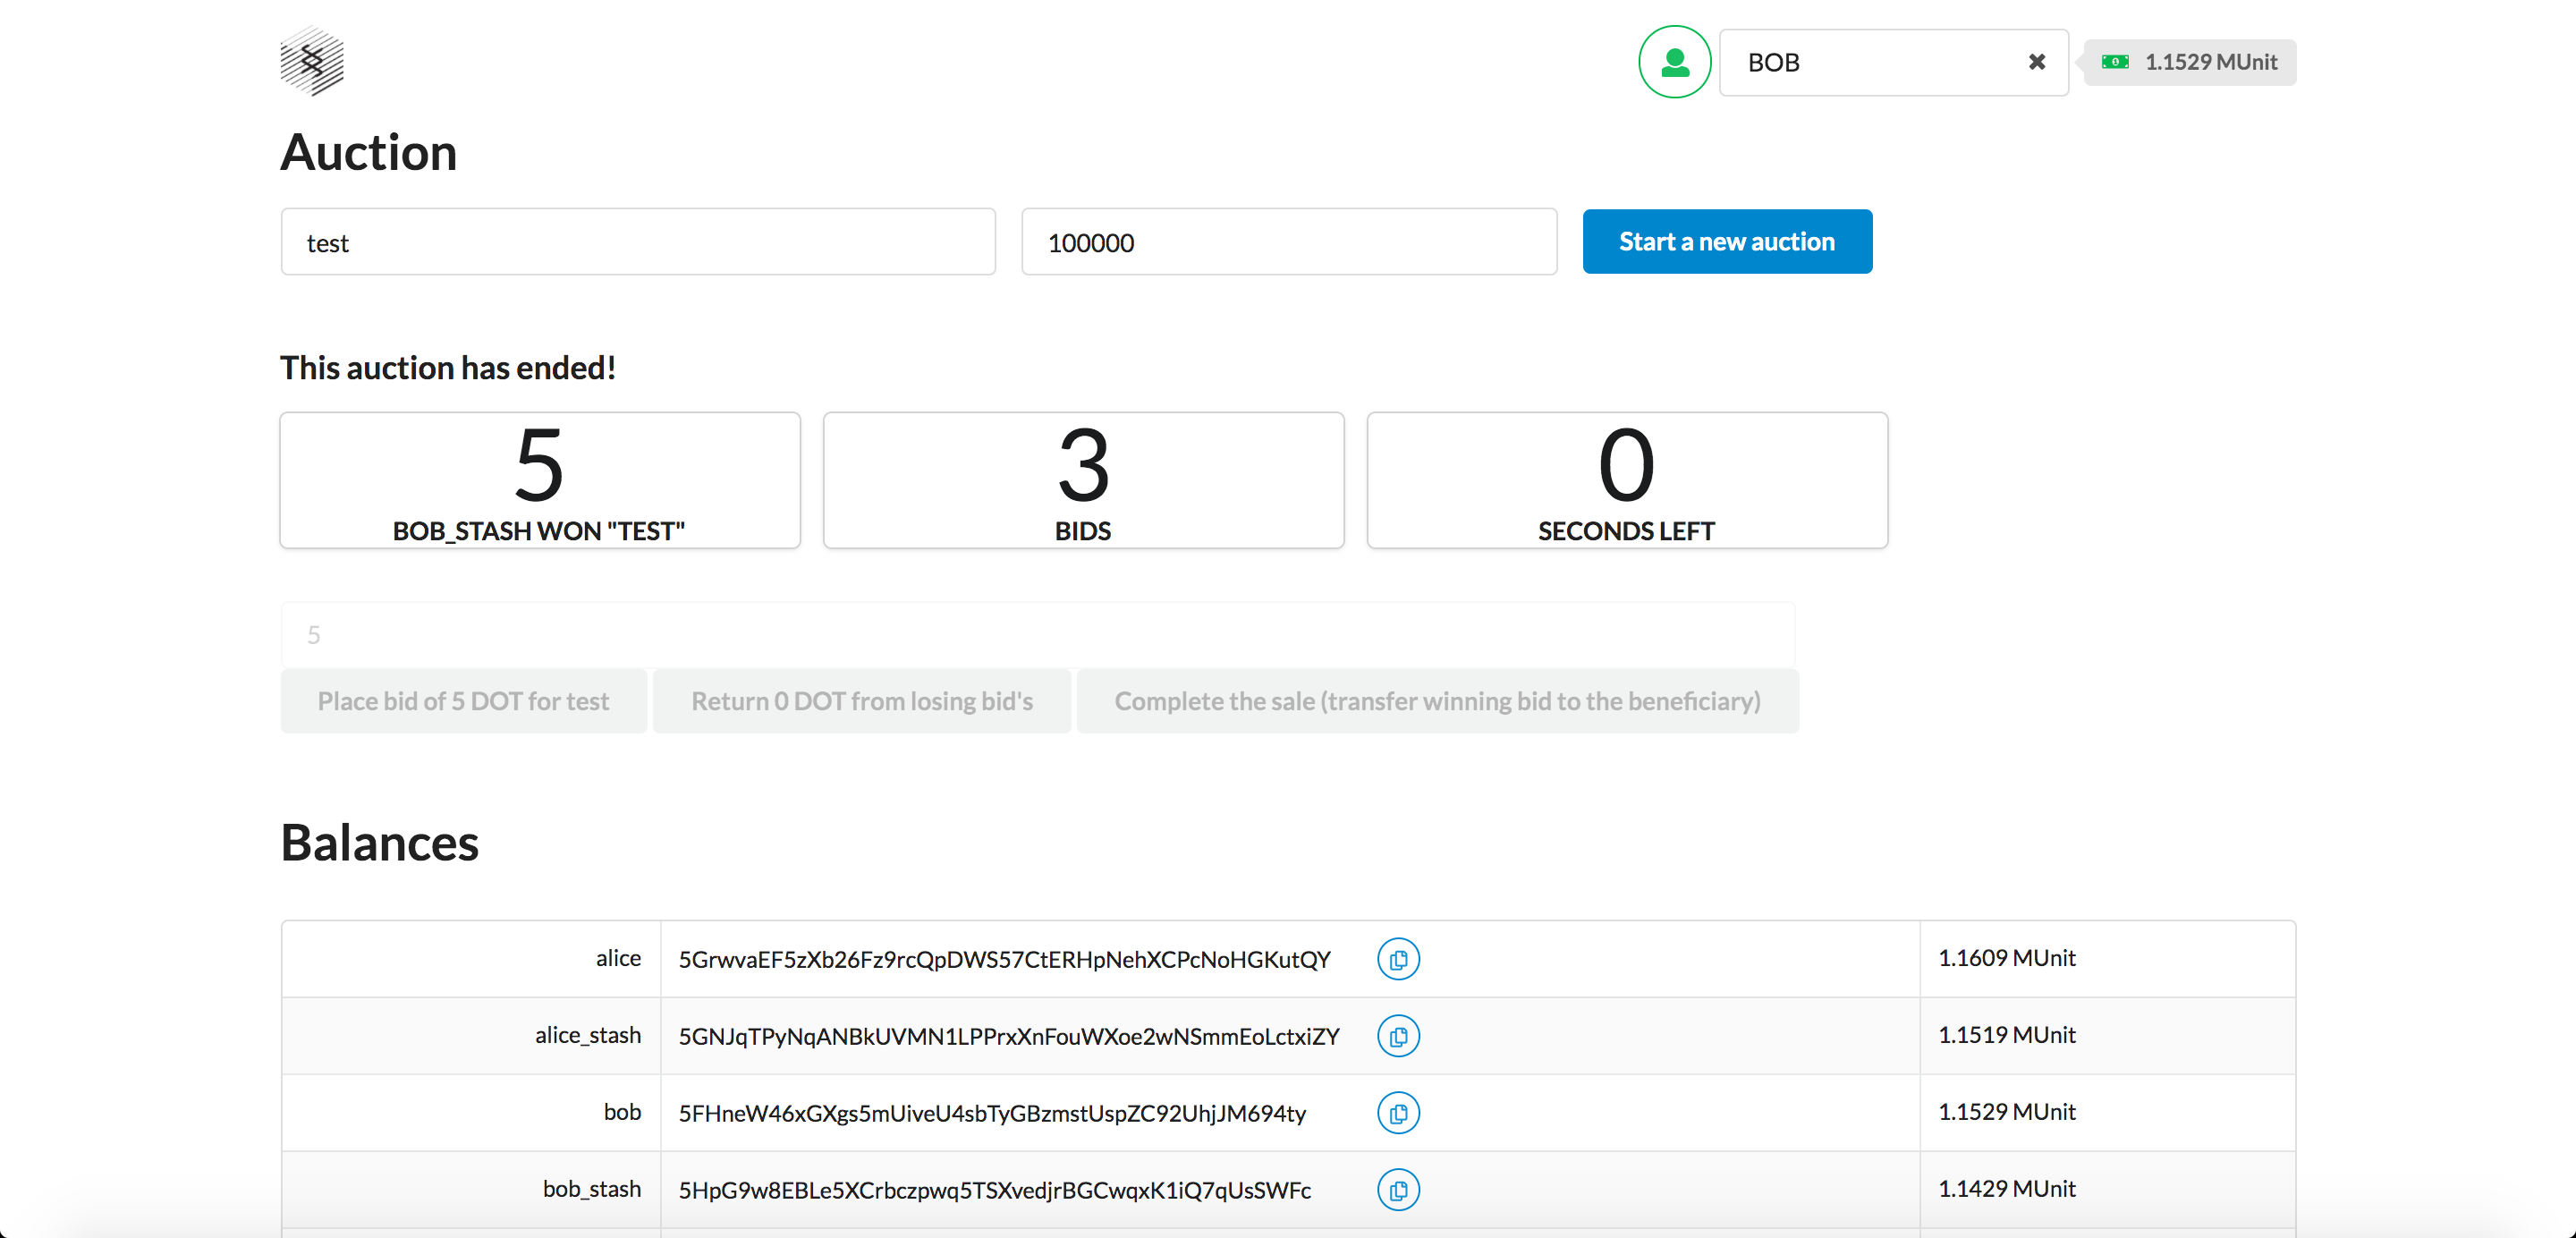 BOB
1.1529 MUnit
Auction
test
100000
Start a new auction
This auction has ended!
5
BOB_STASH WON "TEST"
3
BIDS
0
SECONDS LEFT
5
Place bid of 5 DOT for test
Return 0 DOT from losing bid's
Complete the sale (transfer winning bid to the beneficiary)
Balances
alice 5GrwvaEF5zXb26Fz9rcQpDWS57CtERHpNehXCPcNoHGKutQY 1.1609 MUnit
alice_stash 5GNJqTPyNqANBkUVMN1LPPrxXnFouWXoe2wNSmmEoLctxiZY 1.1519 MUnit
bob 5FHneW46xGXgs5mUiveU4sbTyGBzmstUspZC92UhjJM694ty 1.1529 MUnit
bob_stash 5HpG9w8EBLe5XCrbczpwq5TSXvedjrBGCwqxK1iQ7qUsSWFc 1.1429 MUnit